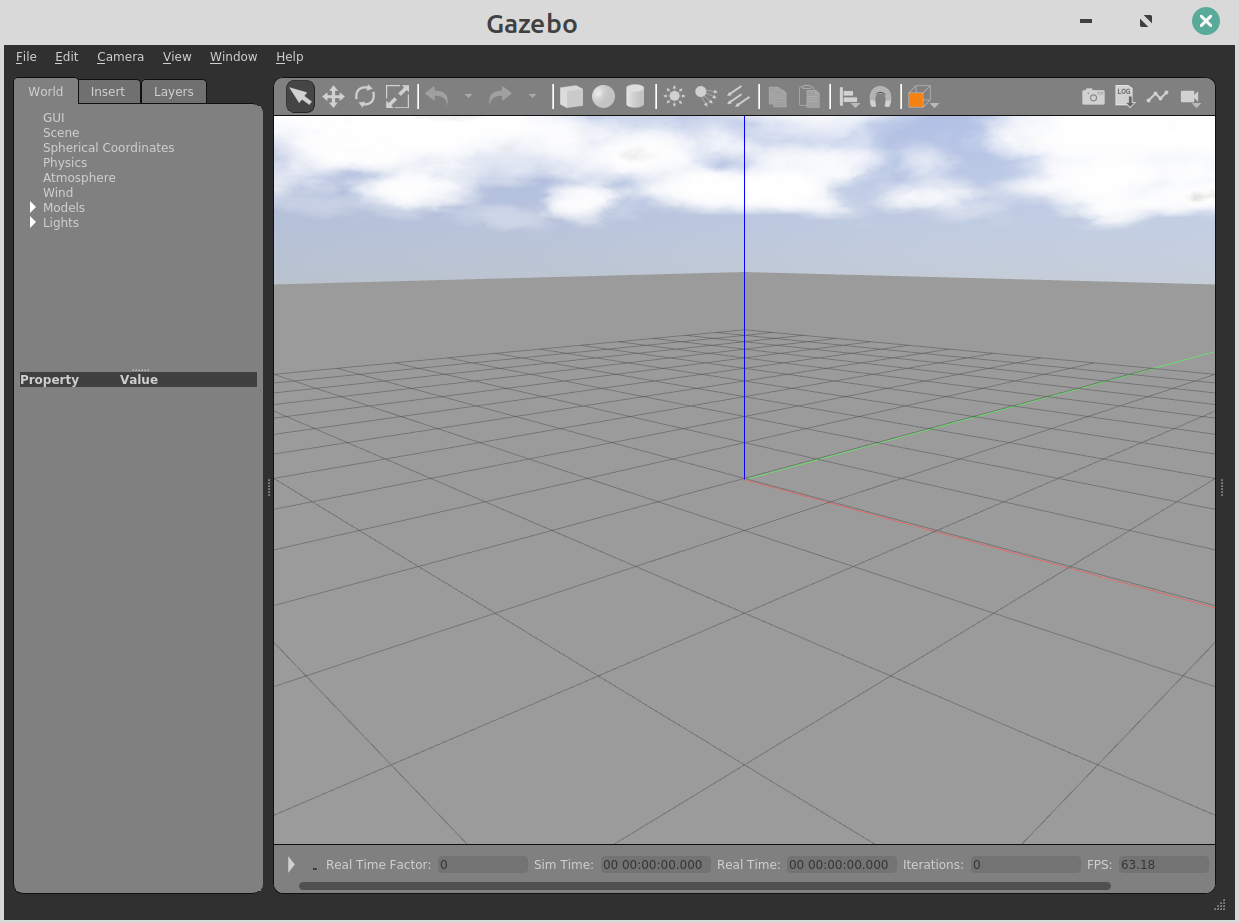 Gazebo
File Edit Camera View Window Help
World Insert Layers
LOG
GUI
Scene
Spherical Coordinates
Physics
Atmosphere
Wind
Models
Lights
Property Value
Real Time Factor: 0 Sim Time: 00 00:00:00.000 Real Time: 00 00:00:00.000 Iterations: 0 FPS: 63.18